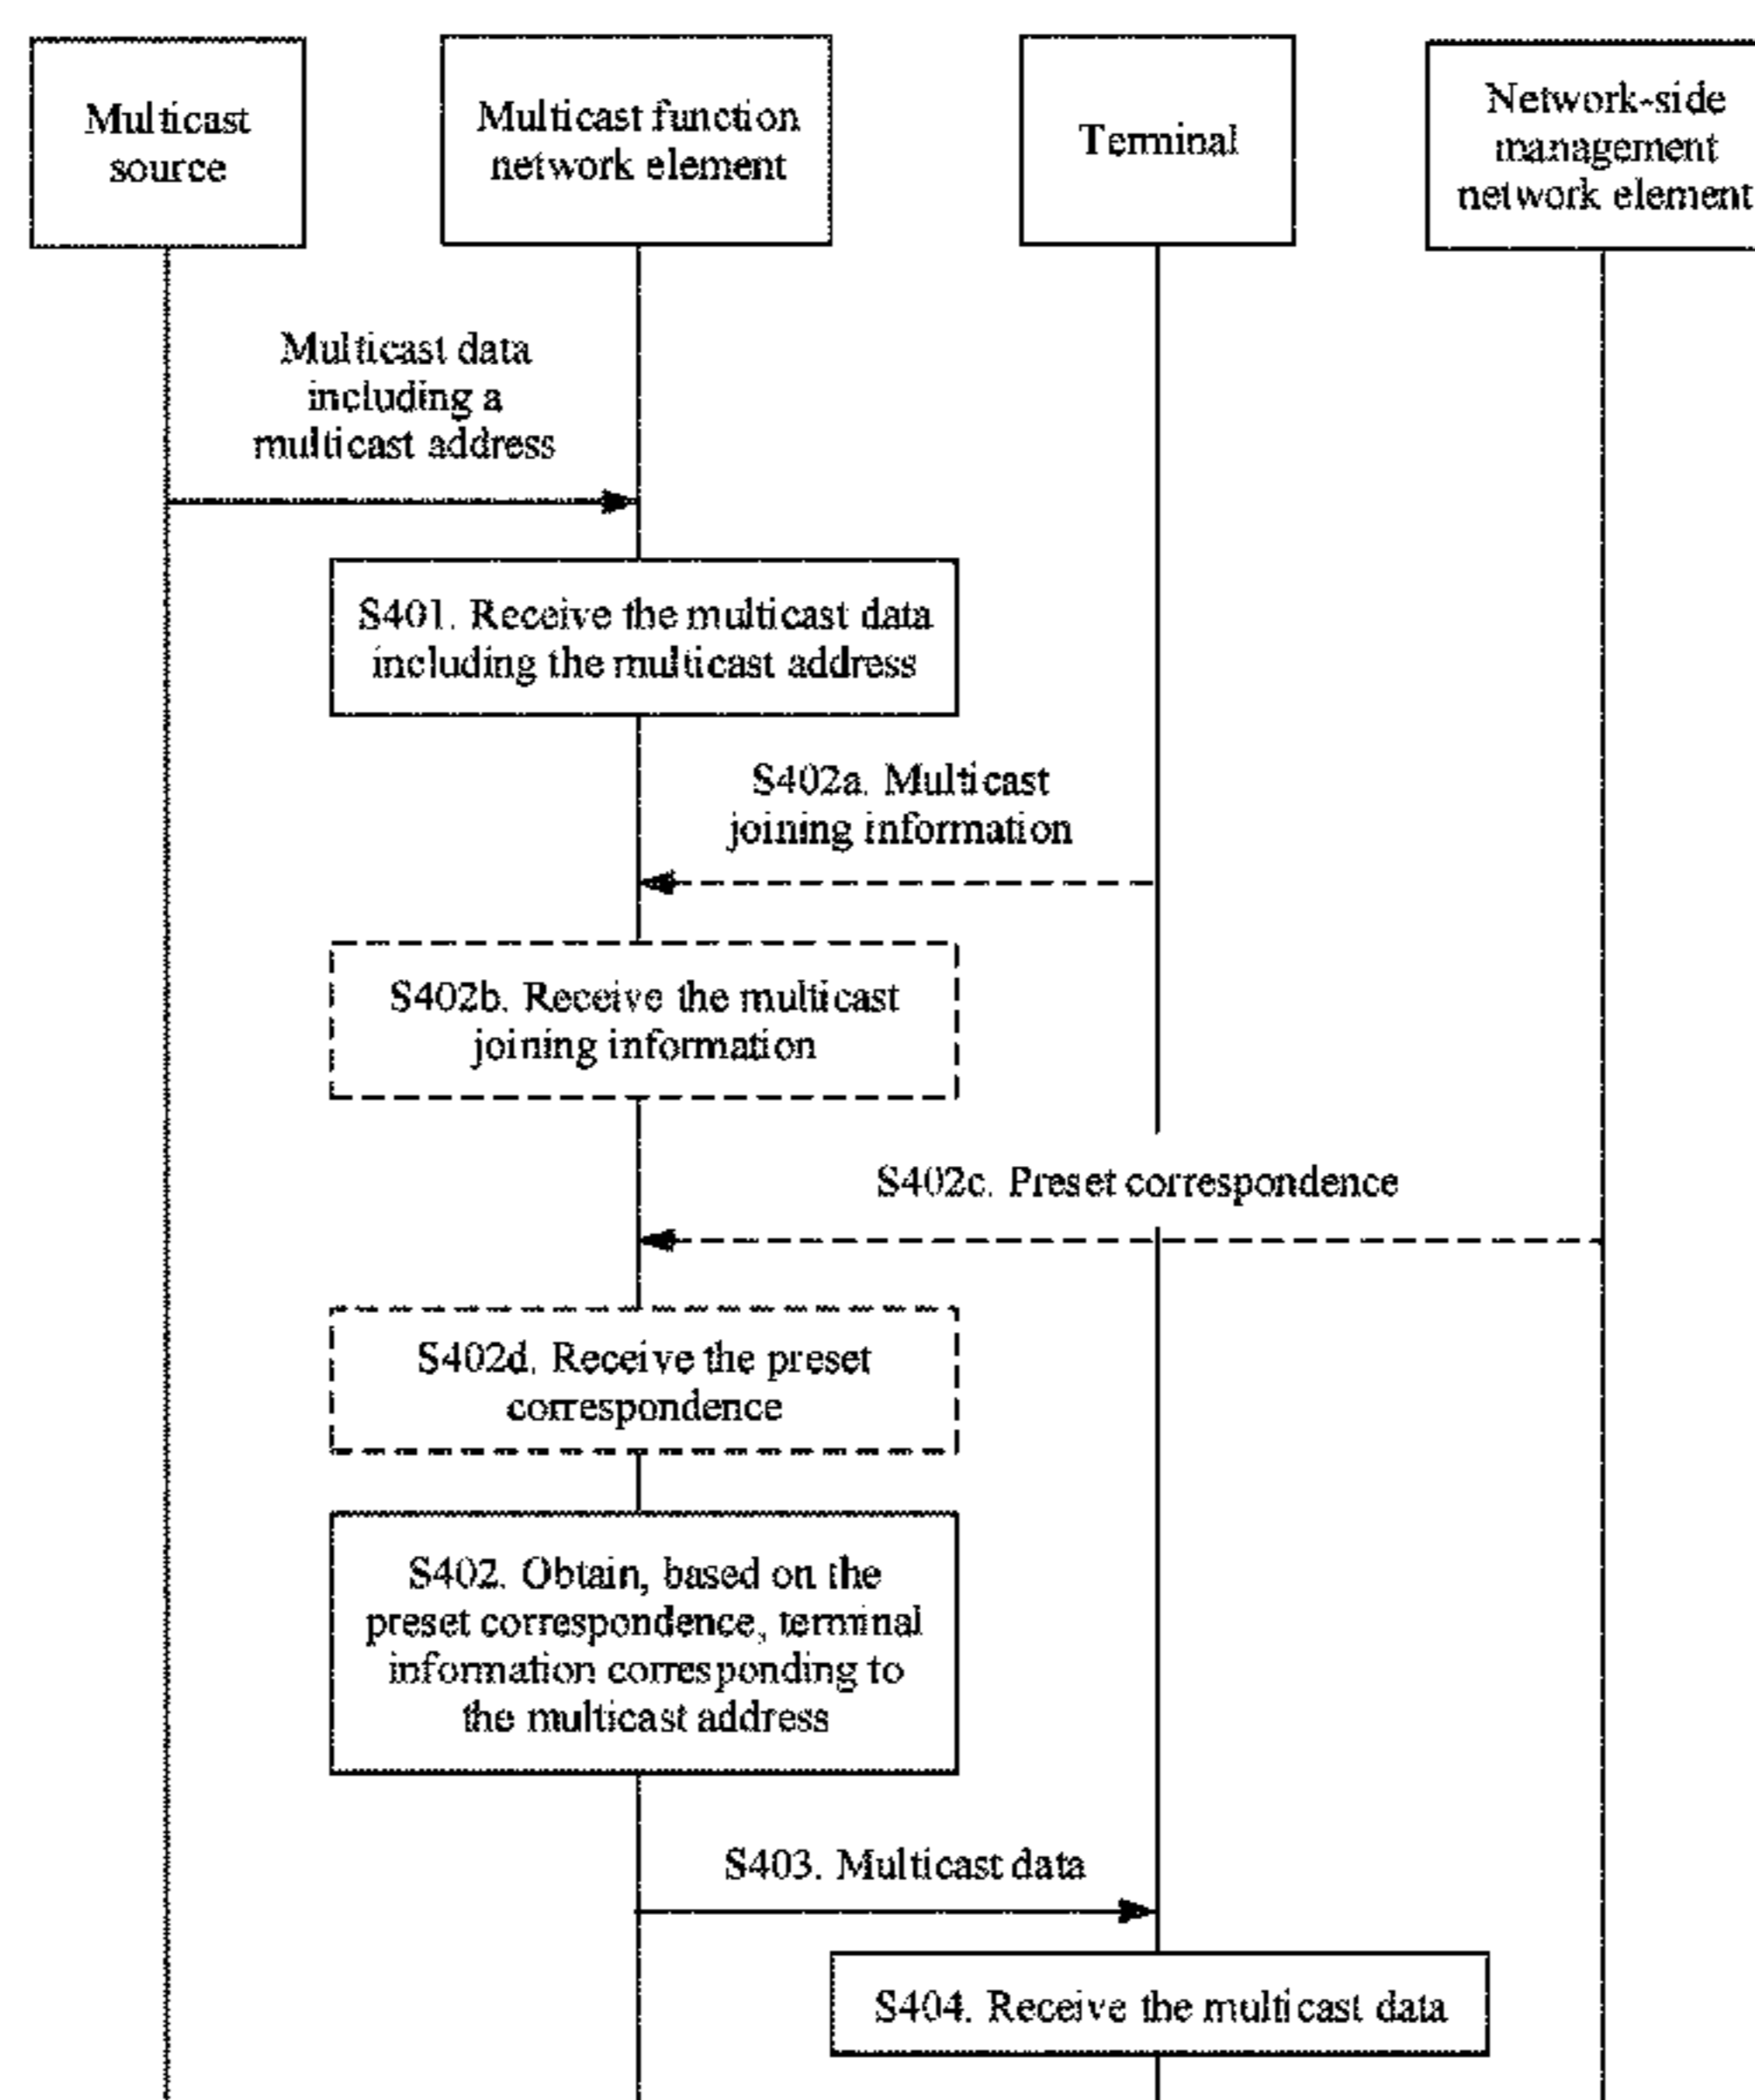 Multicast
source
Multicast function
network element
Terminal
Network-side
management
network element
Multicast data
including a
multicast address
S401. Receive the multicast data
including the multicast address
S402a. Multicast
joining information
S402b. Receive the multicast
joining information
S402c. Preset correspondence
S402d. Receive the preset
correspondence
S402. Obtain, based on the
preset correspondence, terminal
information corresponding to
the multicast address
S403. Multicast data
S404. Receive the multicast data